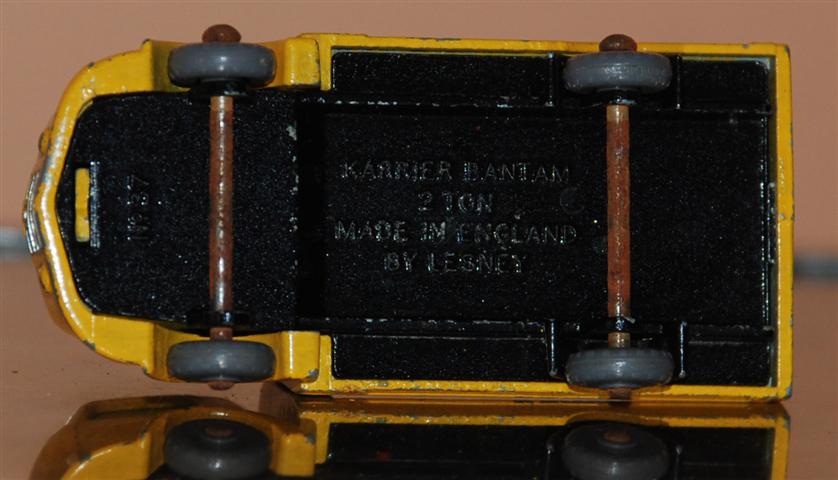 KARRIER BANTAM
2 TON
MADE IN ENGLAND
BY LESNEY
No 37